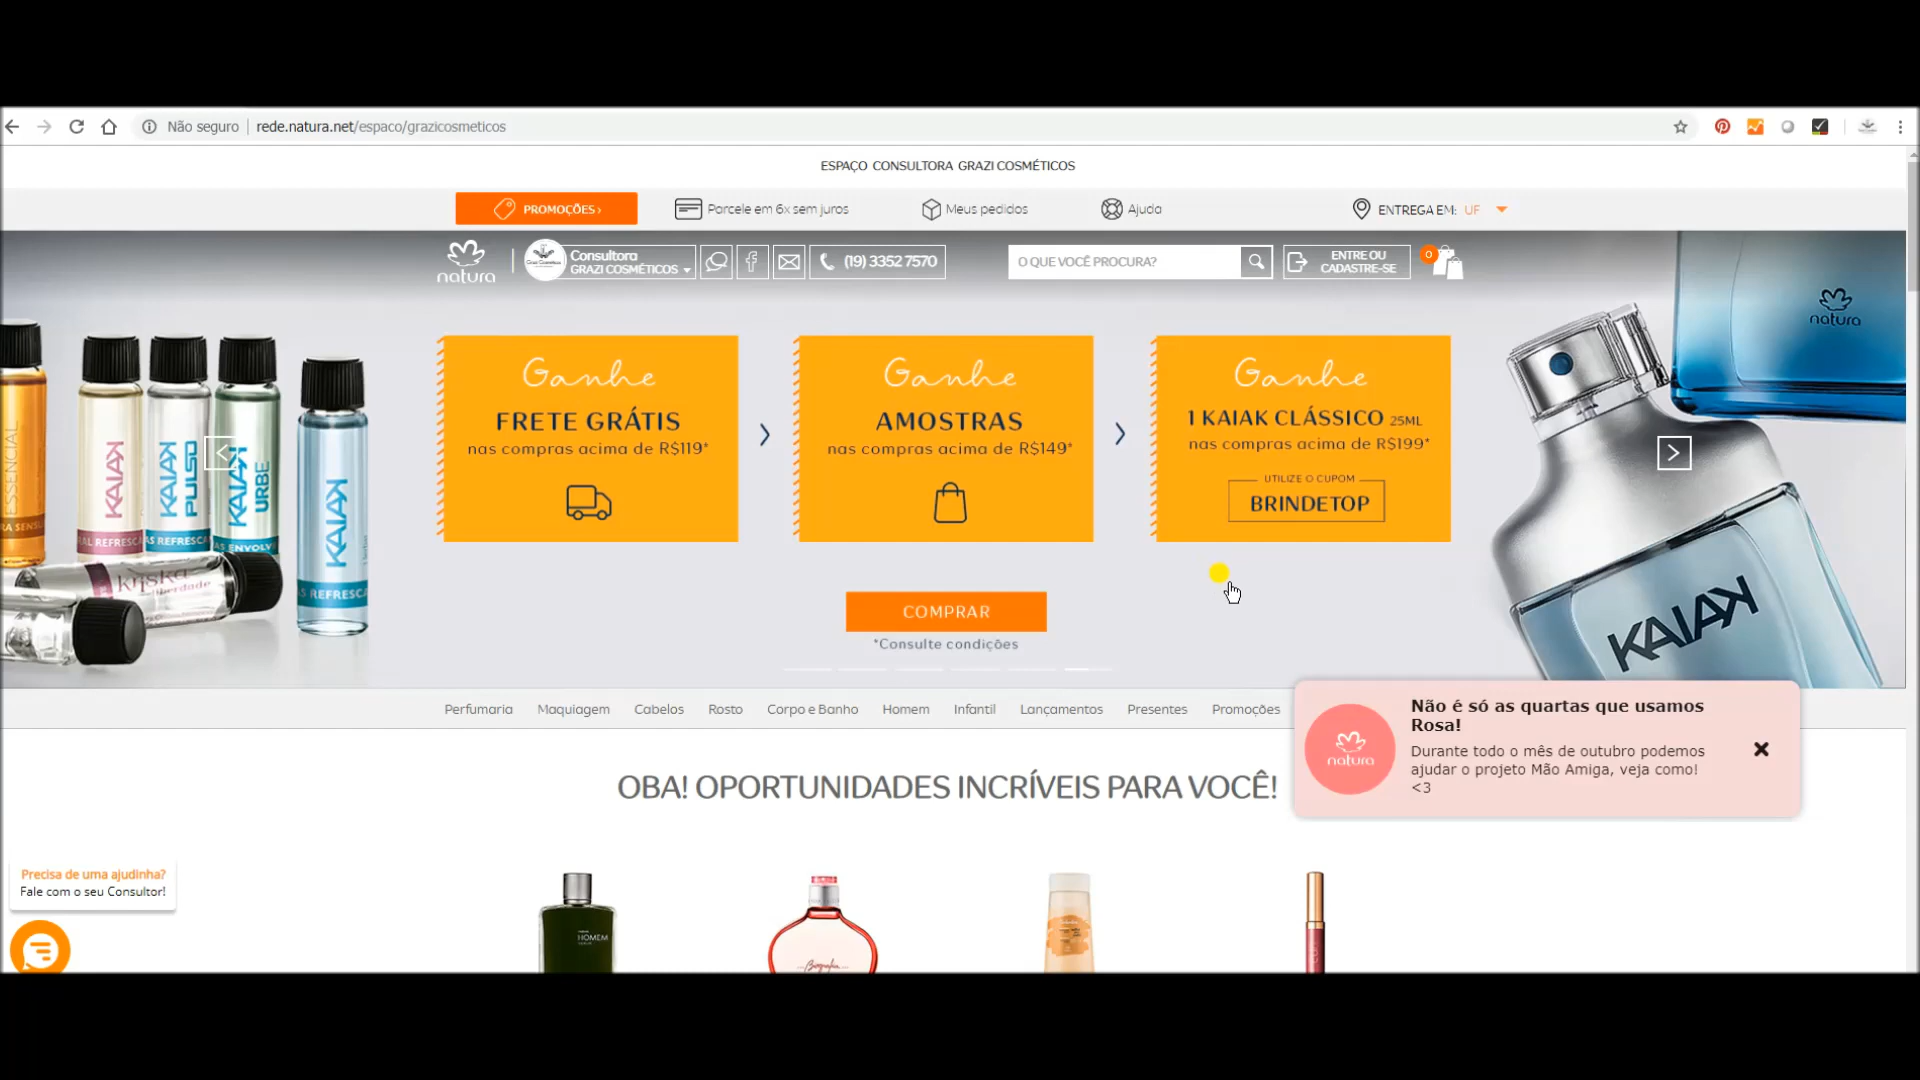 Não seguro | rede.natura.net/espaco/grazicosmeticos
ESPAÇO CONSULTORA GRAZI COSMÉTICOS
PROMOÇÕES ›
Parcele em 6x sem juros
Meus pedidos
Ajuda
ENTREGA EM: UF
natura
Consultora
GRAZI COSMÉTICOS
(19) 3352 7570
O QUE VOCÊ PROCURA?
ENTRE OU
CADASTRE-SE
0
natura
Ganhe
FRETE GRÁTIS
nas compras acima de R$119*
Ganhe
AMOSTRAS
nas compras acima de R$149*
Ganhe
1 KAIAK CLÁSSICO 25ML
nas compras acima de R$199*
UTILIZE O CUPOM
BRINDETOP
ESSENCIAL
KAIAK
KAIAK
PULSO
KAIAK
URBE
KAIAK
kriska
KAIAK
COMPRAR
*Consulte condições
Perfumaria
Maquiagem
Cabelos
Rosto
Corpo e Banho
Homem
Infantil
Lançamentos
Presentes
Promoções
natura
Não é só as quartas que usamos
Rosa!
Durante todo o mês de outubro podemos
ajudar o projeto Mão Amiga, veja como!
<3
OBA! OPORTUNIDADES INCRÍVEIS PARA VOCÊ!
Precisa de uma ajudinha?
Fale com o seu Consultor!
HOMEM